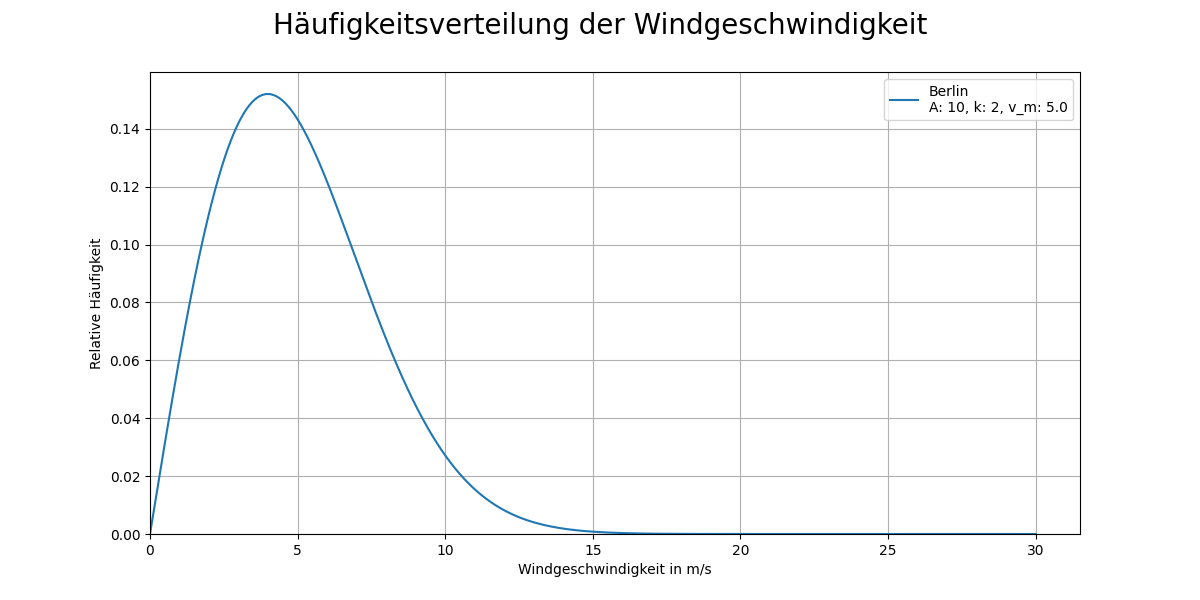 Häufigkeitsverteilung der Windgeschwindigkeit
Berlin
A: 10, k: 2, v_m: 5.0
Relative Häufigkeit
0.14
0.12
0.10
0.08
0.06
0.04
0.02
0.00
0 5 10 15 20 25 30
Windgeschwindigkeit in m/s